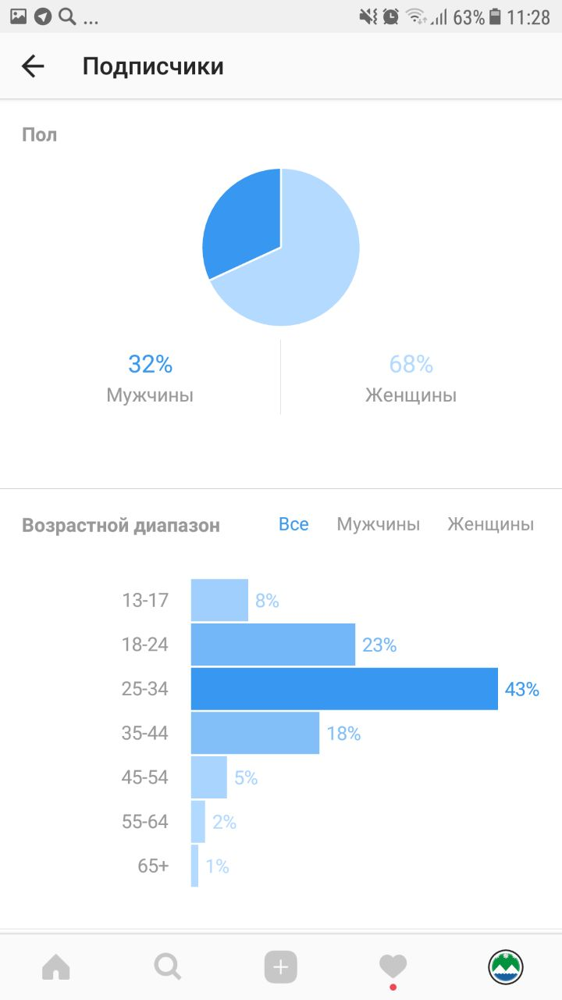 ... 63% 11:28
Подписчики
Пол
32% 68%
Мужчины Женщины
Возрастной диапазон Все Мужчины Женщины
13-17 8%
18-24 23%
25-34 43%
35-44 18%
45-54 5%
55-64 2%
65+ 1%